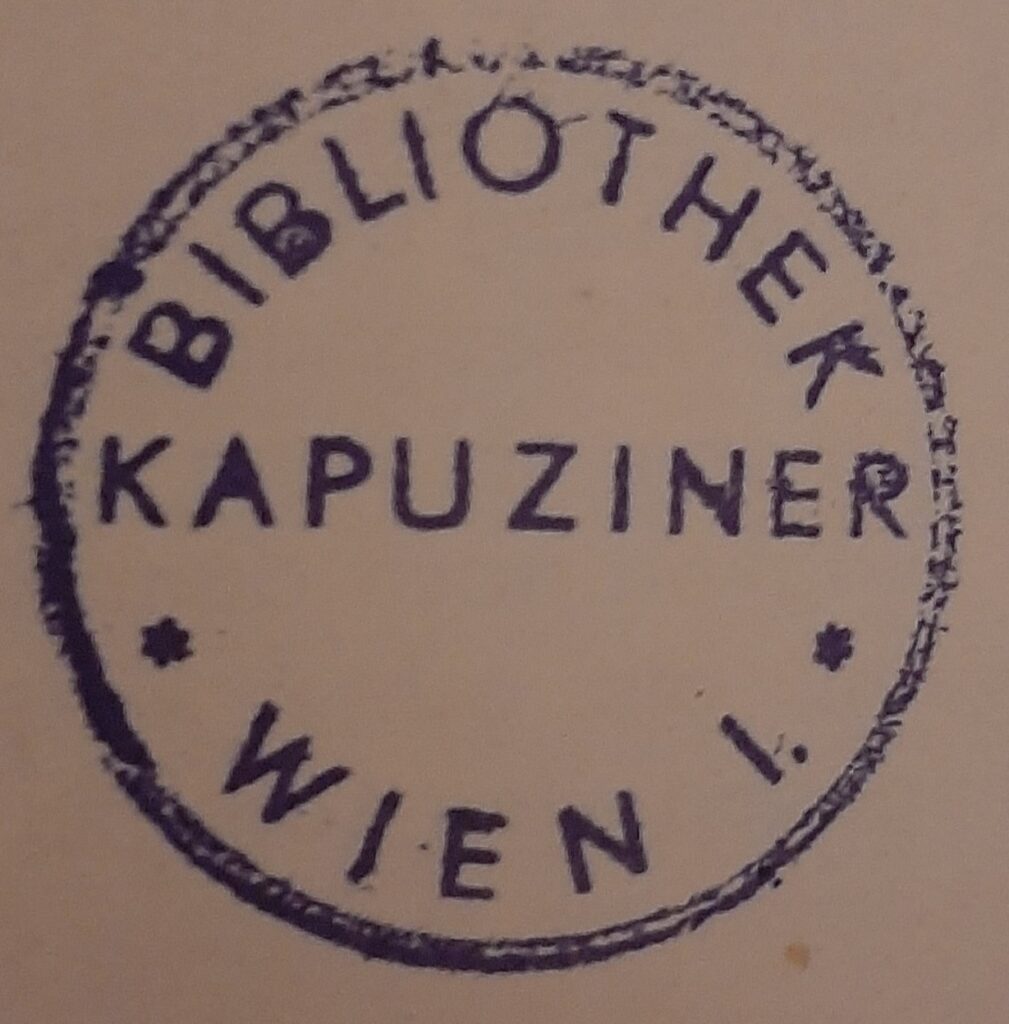 BIBLIOTHEK
KAPUZINER
* WIEN I. *